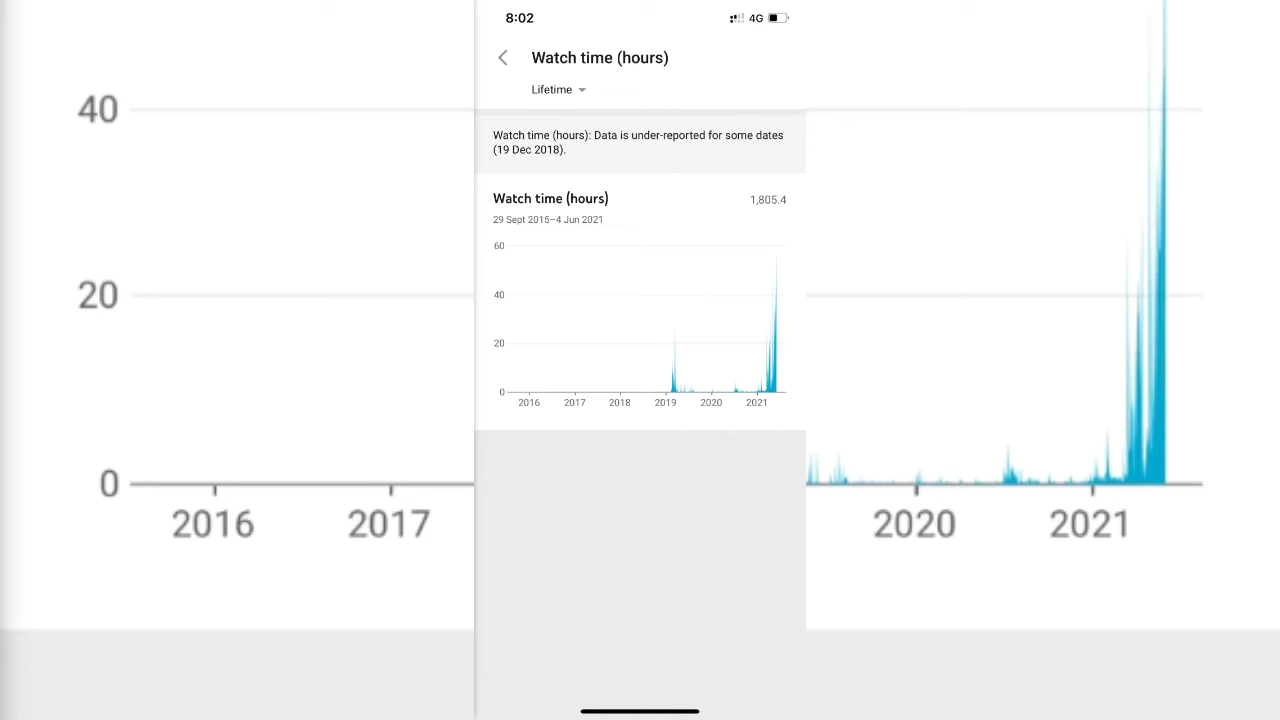 8:02
4G
Watch time (hours)
Lifetime
Watch time (hours): Data is under-reported for some dates
(19 Dec 2018).
Watch time (hours)
1,805.4
29 Sept 2015–4 Jun 2021
60
40
20
0
2016 2017 2018 2019 2020 2021
40
20
0
2016 2017
2020 2021